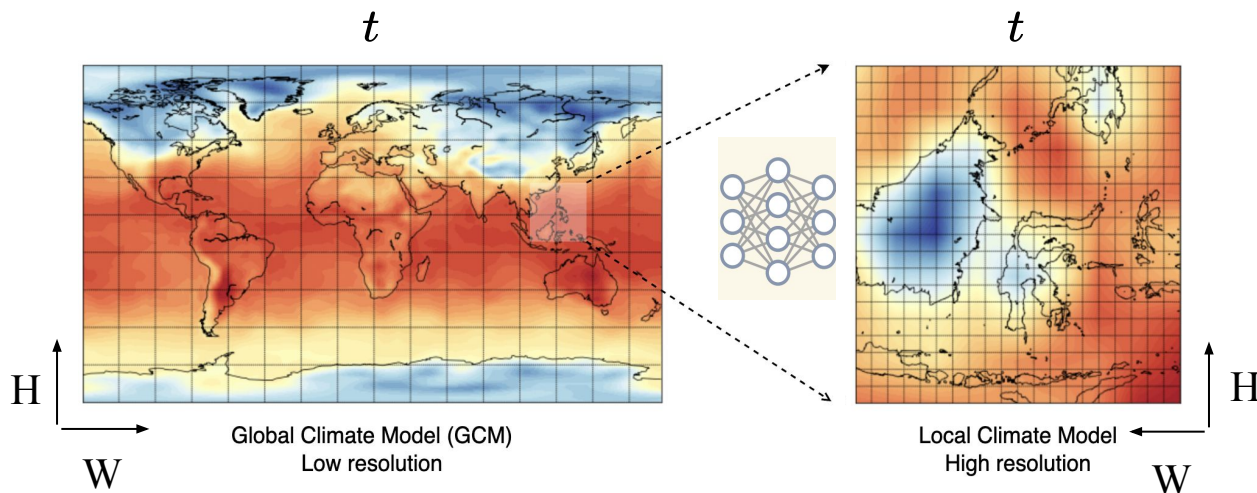 t
t
H
W
Global Climate Model (GCM)
Low resolution
Local Climate Model
High resolution
H
W